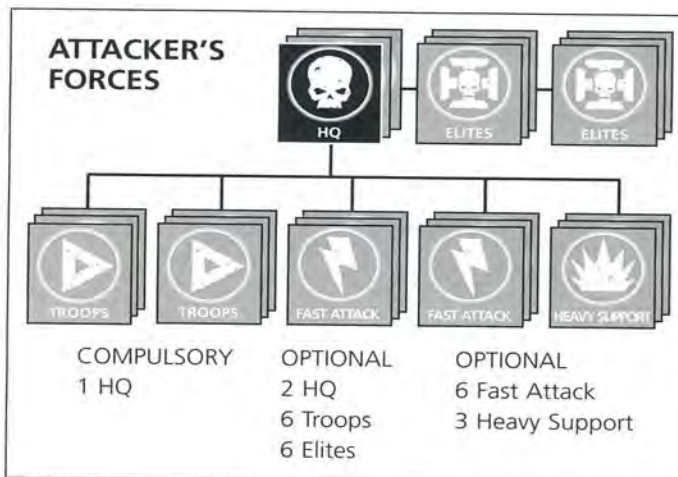 ATTACKER'S
FORCES
HQ
ELITES
ELITES
TROOPS
TROOPS
FAST ATTACK
FAST ATTACK
HEAVY SUPPORT
COMPULSORY
1 HQ
OPTIONAL
2 HQ
6 Troops
6 Elites
OPTIONAL
6 Fast Attack
3 Heavy Support